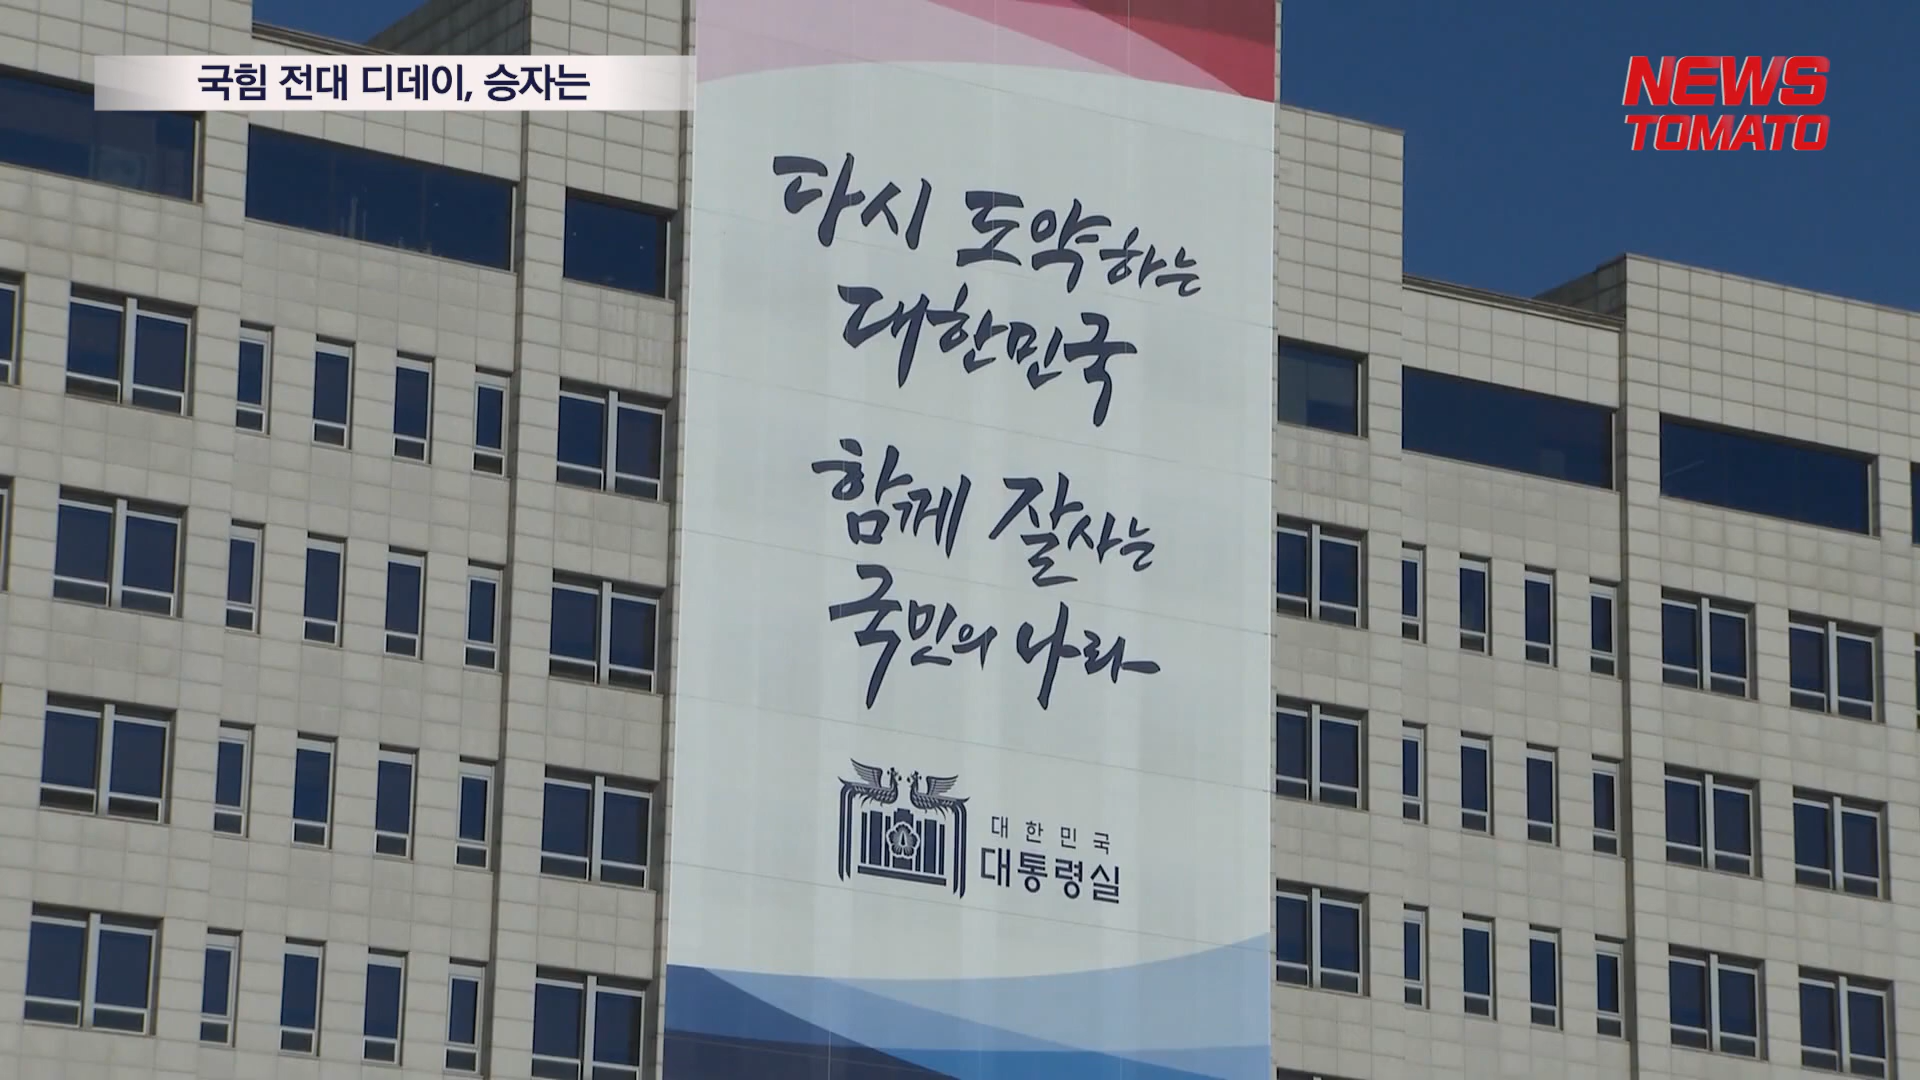 국힘 전대 디데이, 승자는
NEWS
TOMATO
다시 도약하는
대한민국
함께 잘사는
국민의 나라
대한민국
대통령실